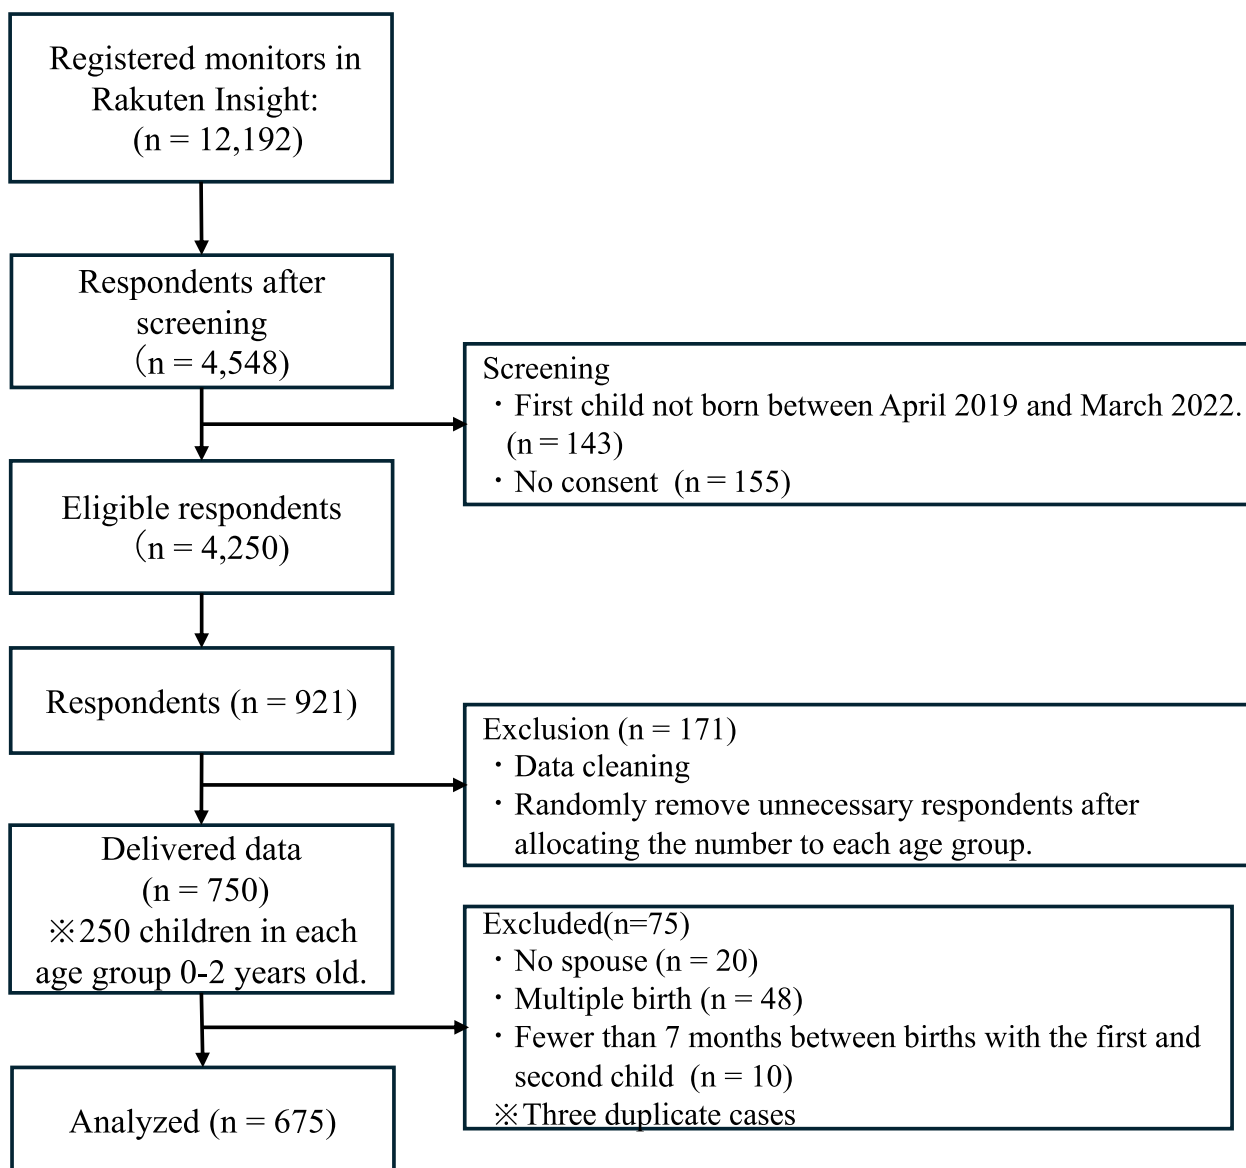 Registered monitors in
Rakuten Insight:
(n = 12,192)
Respondents after
screening
（n = 4,548)
Screening
・First child not born between April 2019 and March 2022.
(n = 143)
・No consent (n = 155)
Eligible respondents
（n = 4,250)
Respondents (n = 921)
Exclusion (n = 171)
・Data cleaning
・Randomly remove unnecessary respondents after
allocating the number to each age group.
Delivered data
(n = 750)
※250 children in each
age group 0-2 years old.
Excluded(n=75)
・No spouse (n = 20)
・Multiple birth (n = 48)
・Fewer than 7 months between births with the first and
second child (n = 10)
※Three duplicate cases
Analyzed (n = 675)